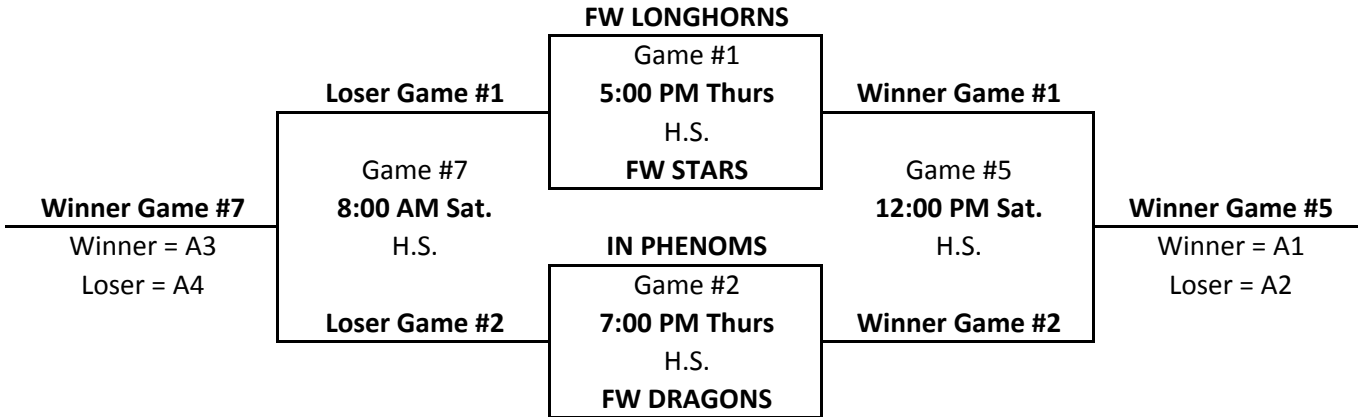 FW LONGHORNS
Game #1
Loser Game #1 5:00 PM Thurs Winner Game #1
H.S.
Game #7 FW STARS Game #5
Winner Game #7 8:00 AM Sat. 12:00 PM Sat. Winner Game #5
Winner = A3 H.S. IN PHENOMS H.S. Winner = A1
Loser = A4 Game #2 Loser = A2
Loser Game #2 7:00 PM Thurs Winner Game #2
H.S.
FW DRAGONS